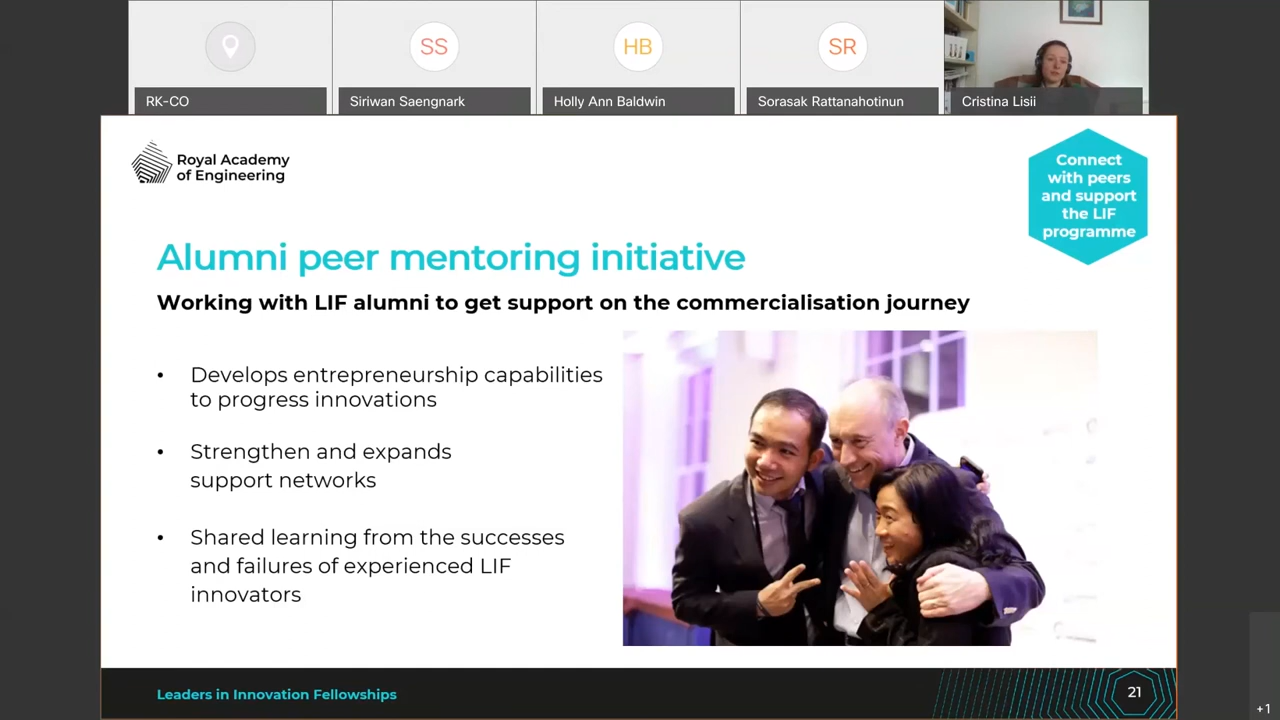 SS
HB
SR
RK-CO
Siriwan Saengnark
Holly Ann Baldwin
Sorasak Rattanahotinun
Cristina Lisii
Royal Academy
of Engineering
Connect
with peers
and support
the LIF
programme
Alumni peer mentoring initiative
Working with LIF alumni to get support on the commercialisation journey
• Develops entrepreneurship capabilities
to progress innovations
• Strengthen and expands
support networks
• Shared learning from the successes
and failures of experienced LIF
innovators
Leaders in Innovation Fellowships
21
+1